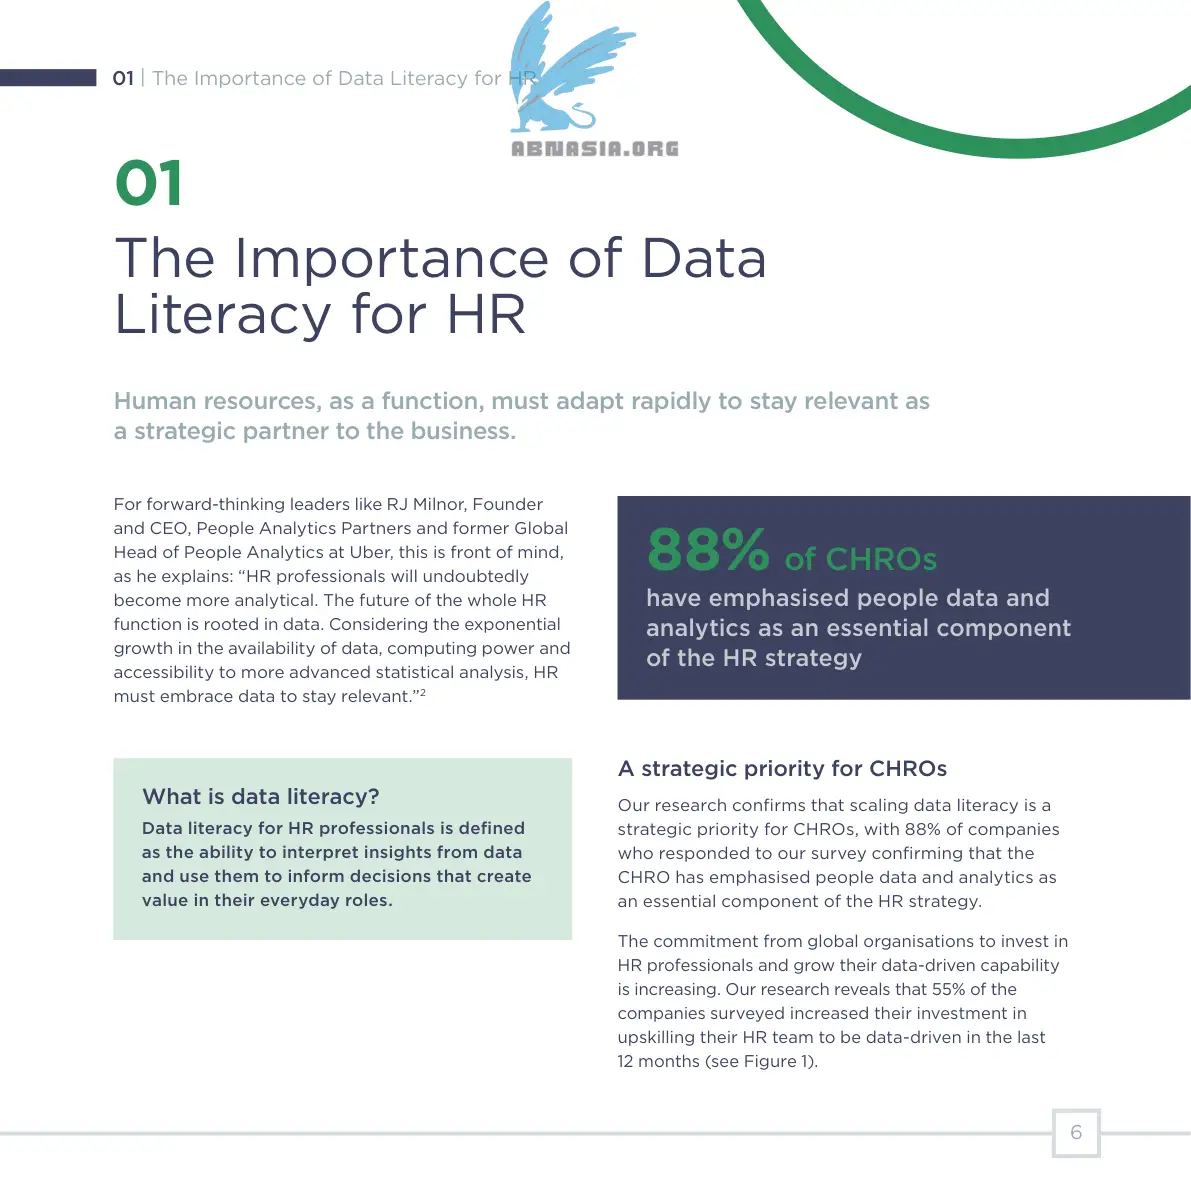 01 | The Importance of Data Literacy for HR
ABNASIA.ORG
01
The Importance of Data
Literacy for HR
Human resources, as a function, must adapt rapidly to stay relevant as
a strategic partner to the business.
For forward-thinking leaders like RJ Milnor, Founder
and CEO, People Analytics Partners and former Global
Head of People Analytics at Uber, this is front of mind,
as he explains: “HR professionals will undoubtedly
become more analytical. The future of the whole HR
function is rooted in data. Considering the exponential
growth in the availability of data, computing power and
accessibility to more advanced statistical analysis, HR
must embrace data to stay relevant.”2
What is data literacy?
Data literacy for HR professionals is defined
as the ability to interpret insights from data
and use them to inform decisions that create
value in their everyday roles.
88% of CHROs
have emphasised people data and
analytics as an essential component
of the HR strategy
A strategic priority for CHROs
Our research confirms that scaling data literacy is a
strategic priority for CHROs, with 88% of companies
who responded to our survey confirming that the
CHRO has emphasised people data and analytics as
an essential component of the HR strategy.
The commitment from global organisations to invest in
HR professionals and grow their data-driven capability
is increasing. Our research reveals that 55% of the
companies surveyed increased their investment in
upskilling their HR team to be data-driven in the last
12 months (see Figure 1).
6